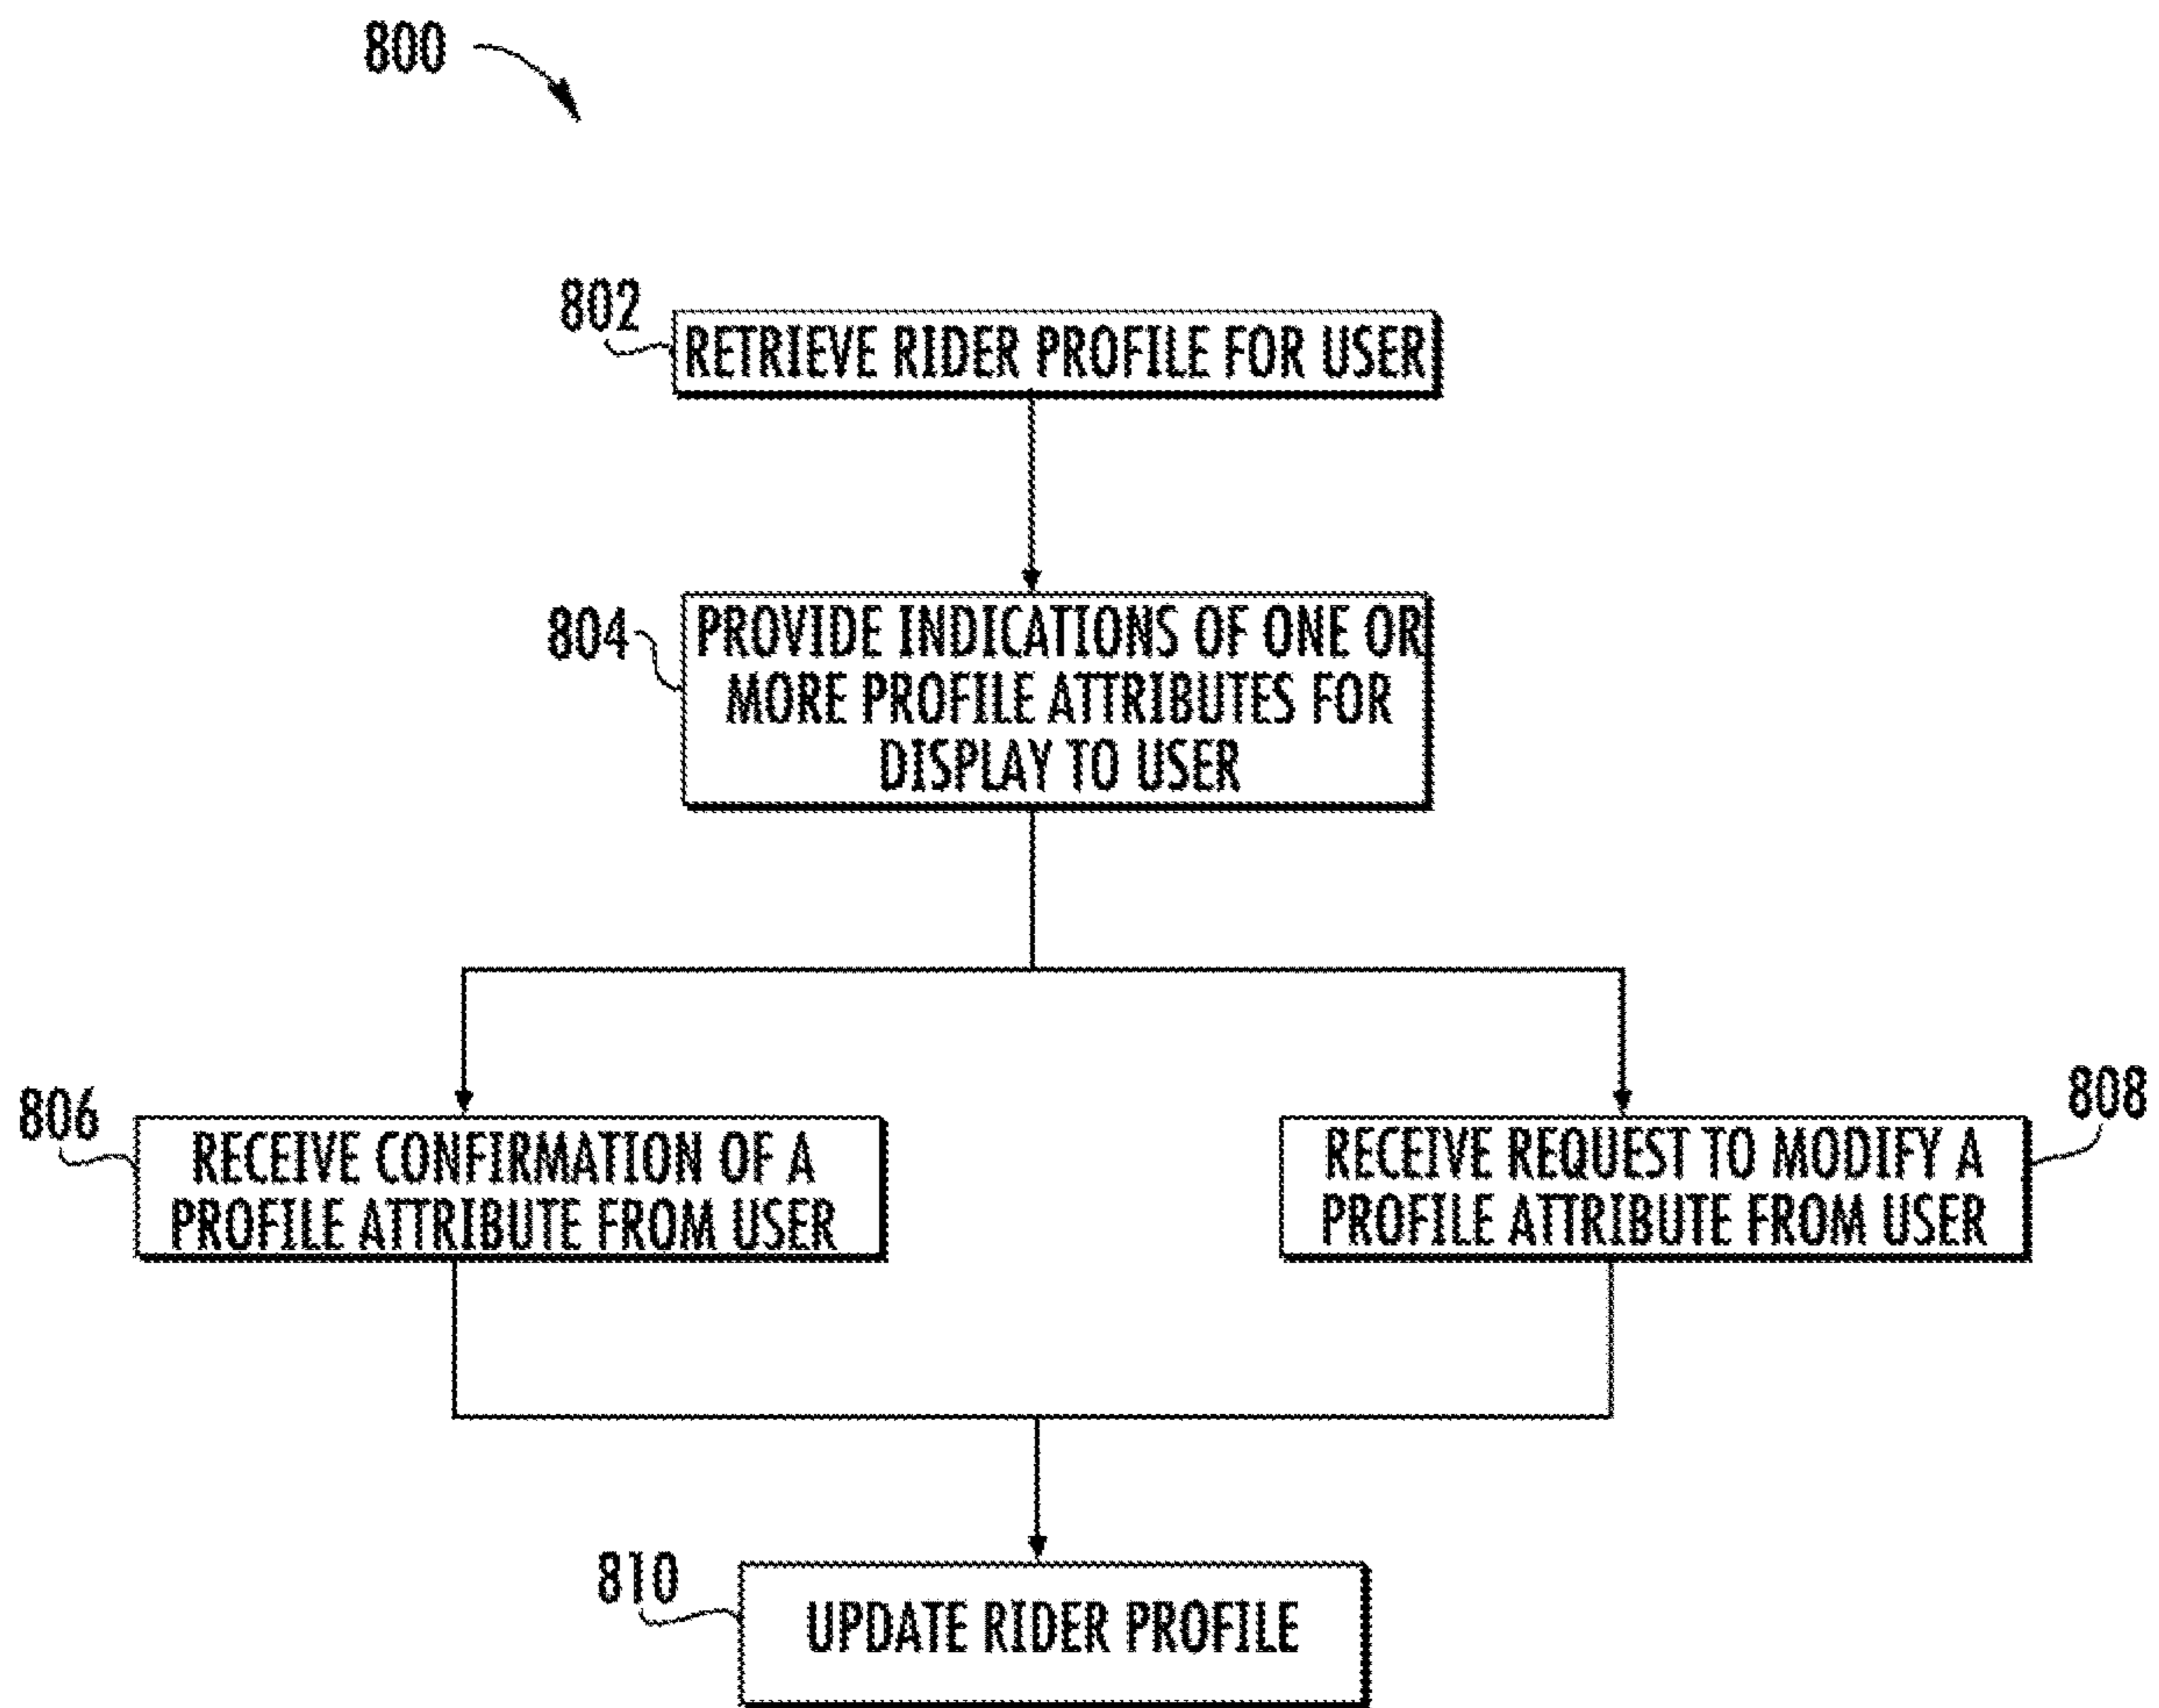 800
802
RETRIEVE RIDER PROFILE FOR USER
804
PROVIDE INDICATIONS OF ONE OR
MORE PROFILE ATTRIBUTES FOR
DISPLAY TO USER
806
RECEIVE CONFIRMATION OF A
PROFILE ATTRIBUTE FROM USER
808
RECEIVE REQUEST TO MODIFY A
PROFILE ATTRIBUTE FROM USER
810
UPDATE RIDER PROFILE